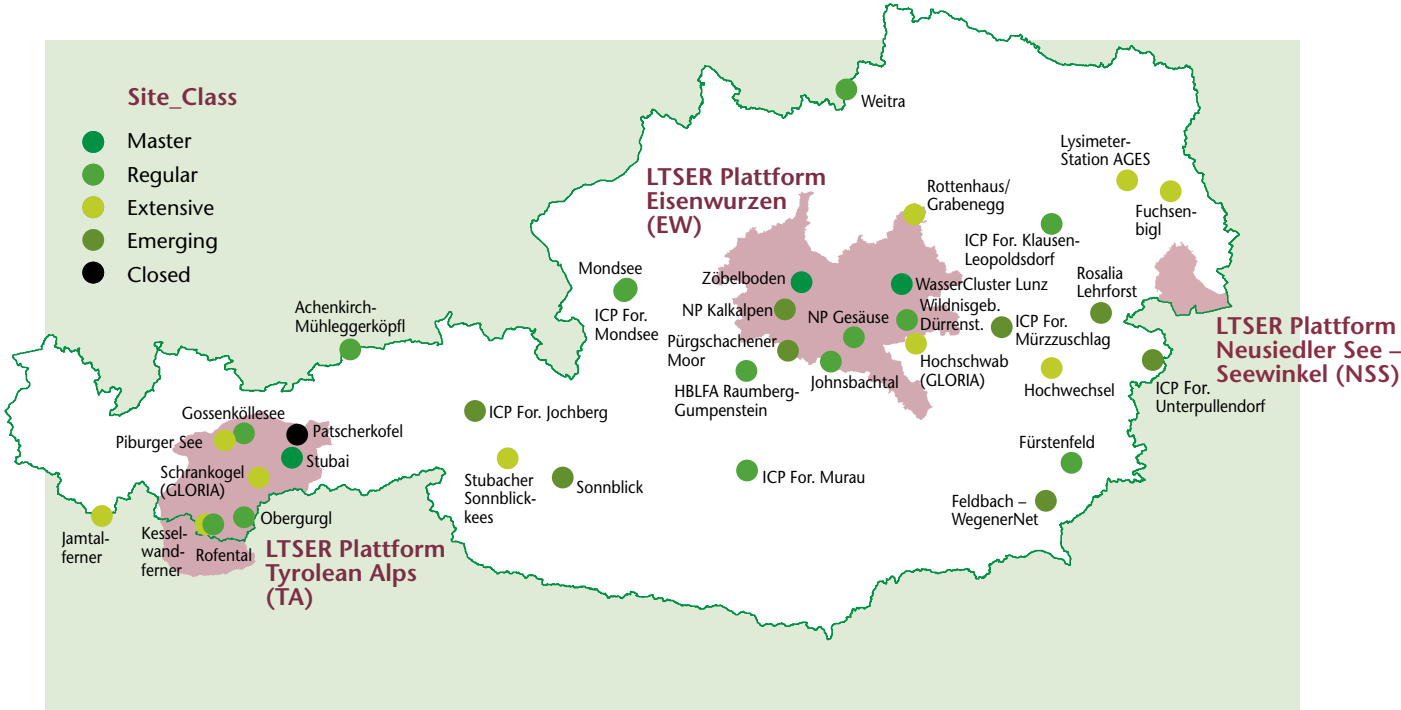 Site_Class
Master
Regular
Extensive
Emerging
Closed
Weitra
Lysimeter-
Station AGES
Fuchsen-
bigl
LTSER Plattform
Eisenwurzen
(EW)
Rottenhaus/
Grabenegg
ICP For. Klausen-
Leopoldsdorf
Mondsee
ICP For.
Mondsee
Zöbelboden
WasserCluster Lunz
Rosalia
Lehrforst
NP Kalkalpen
NP Gesäuse
Wildnisgeb.
Dürrenst.
ICP For.
Mürzzuschlag
Achenkirch-
Mühleggerköpfl
Pürgschachener
Moor
LTSER Plattform
Neusiedler See –
Seewinkel (NSS)
HBLFA Raumberg-
Gumpenstein
Johnsbachtal
Hochschwab
(GLORIA)
Hochwechsel
ICP For.
Unterpullendorf
Gossenköllesee
ICP For. Jochberg
Piburger See
Patscherkofel
Stubai
Fürstenfeld
Schrankogel
(GLORIA)
Stubacher
Sonnblick-
kees
Sonnblick
ICP For. Murau
Feldbach –
WegenerNet
Jamtal-
ferner
Kessel-
wand-
ferner
Rofental
Obergurgl
LTSER Plattform
Tyrolean Alps
(TA)